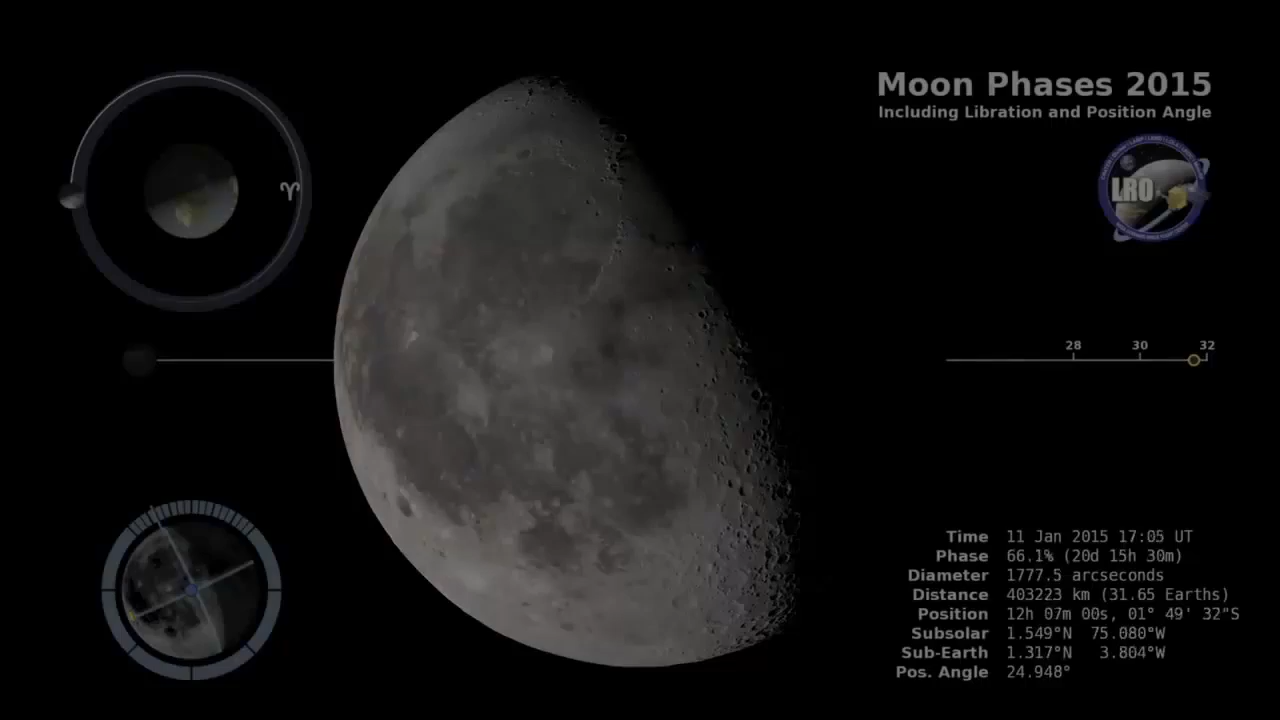 Moon Phases 2015
Including Libration and Position Angle
LRO
♈
28 30 32
Time 11 Jan 2015 17:05 UT
Phase 66.1% (20d 15h 30m)
Diameter 1777.5 arcseconds
Distance 403223 km (31.65 Earths)
Position 12h 07m 00s, 01° 49' 32"S
Subsolar 1.549°N 75.080°W
Sub-Earth 1.317°N 3.804°W
Pos. Angle 24.948°